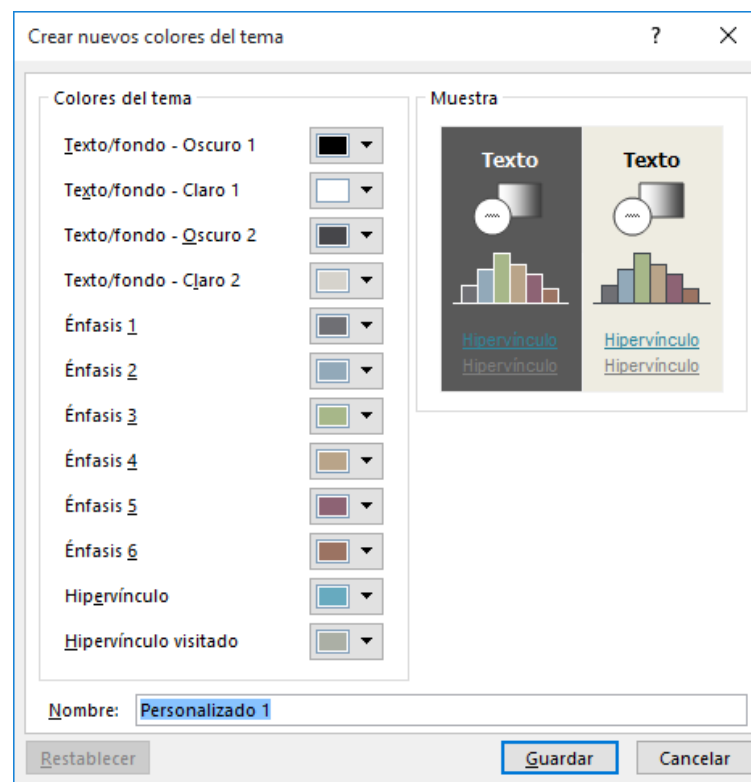 Crear nuevos colores del tema
?
Colores del tema
Texto/fondo - Oscuro 1
Texto/fondo - Claro 1
Texto/fondo - Oscuro 2
Texto/fondo - Claro 2
Énfasis 1
Énfasis 2
Énfasis 3
Énfasis 4
Énfasis 5
Énfasis 6
Hipervínculo
Hipervínculo visitado
Muestra
Texto Texto
Hipervínculo Hipervínculo
Hipervínculo Hipervínculo
Nombre: Personalizado 1
Restablecer Guardar Cancelar